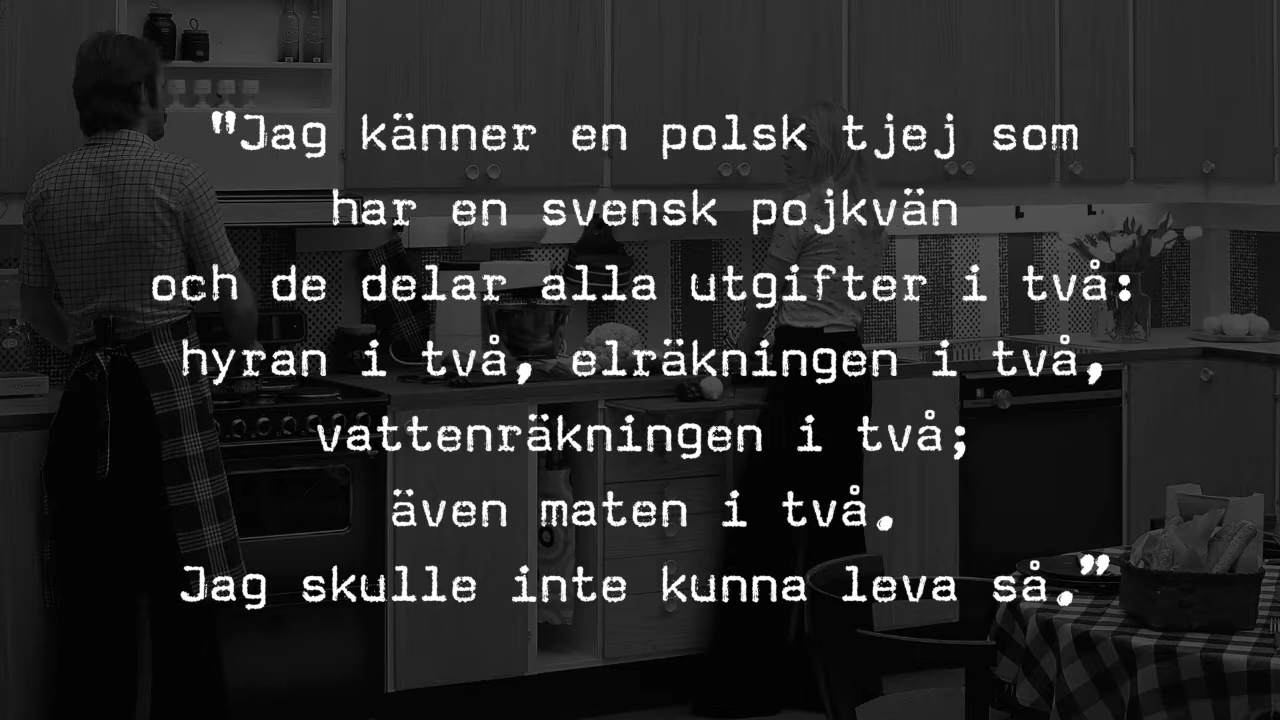 "Jag känner en polsk tjej som
har en svensk pojkvän
och de delar alla utgifter i två:
hyran i två, elräkningen i två,
vattenräkningen i två;
även maten i två.
Jag skulle inte kunna leva så.”